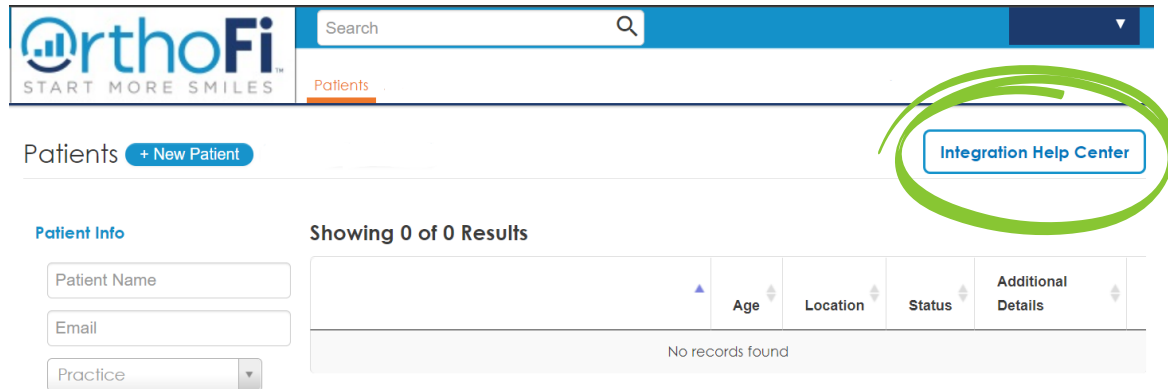 OrthoFi™
START MORE SMILES
Search
Patients
Patients
+ New Patient
Integration Help Center
Patient Info
Patient Name
Email
Practice
Showing 0 of 0 Results
Age
Location
Status
Additional
Details
No records found